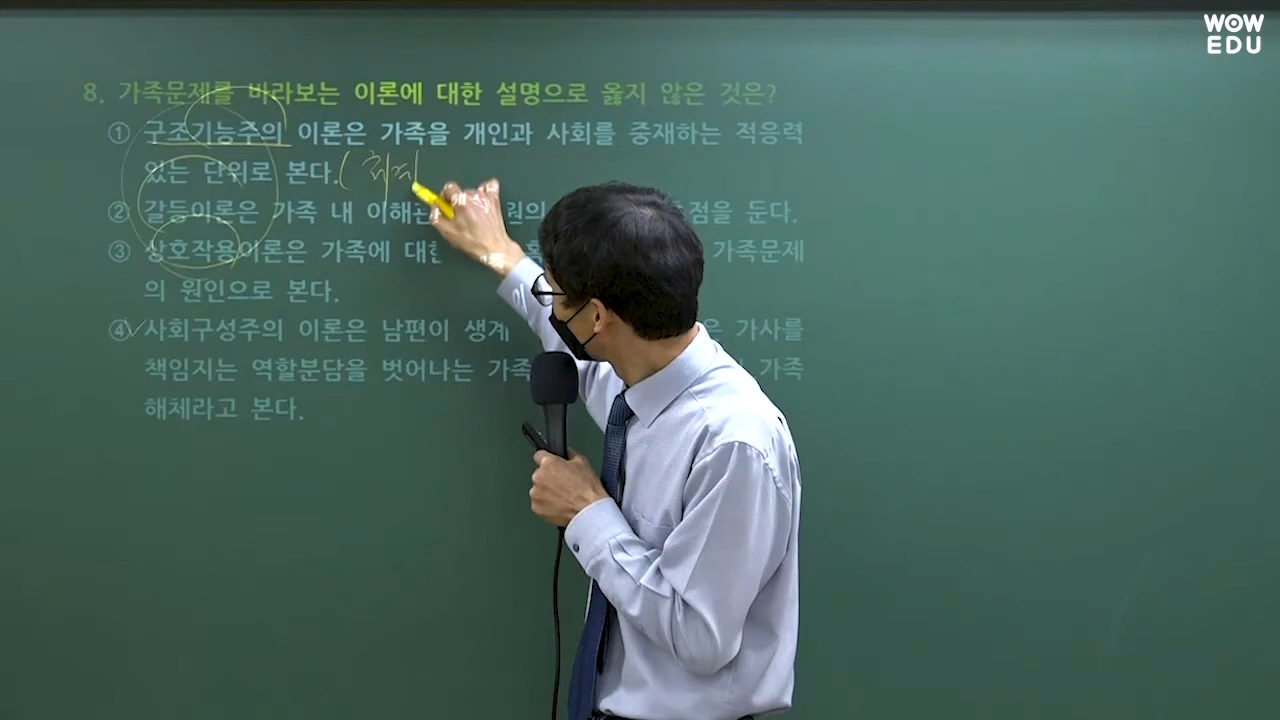 WOW
EDU
8. 가족문제를 바라보는 이론에 대한 설명으로 옳지 않은 것은?
① 구조기능주의 이론은 가족을 개인과 사회를 중재하는 적응력
있는 단위로 본다.(
② 갈등이론은 가족 내 점을 둔다.
③ 상호작용이론은 가족에 가족문제
의 원인으로 본다.
④ 사회구성주의 이론은 남편이 생계 가사를
책임지는 역할분담을 벗어나는 가족
해체라고 본다.